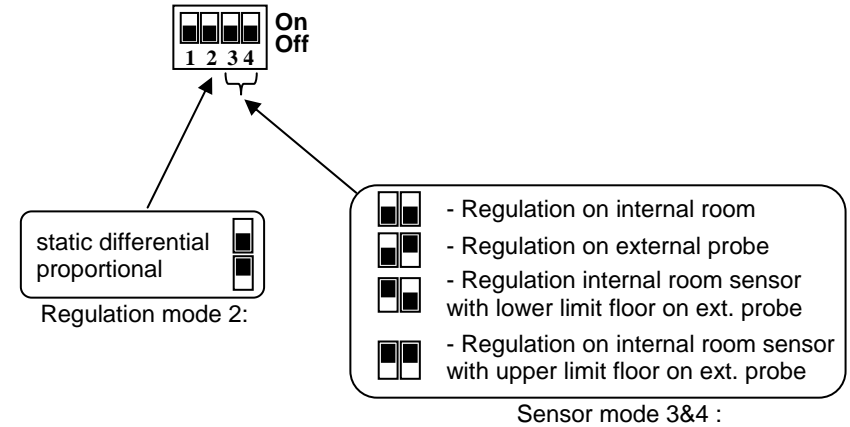 On
Off
1 2 3 4
static differential
proportional
Regulation mode 2:
- Regulation on internal room
- Regulation on external probe
- Regulation internal room sensor
with lower limit floor on ext. probe
- Regulation on internal room sensor
with upper limit floor on ext. probe
Sensor mode 3&4 :